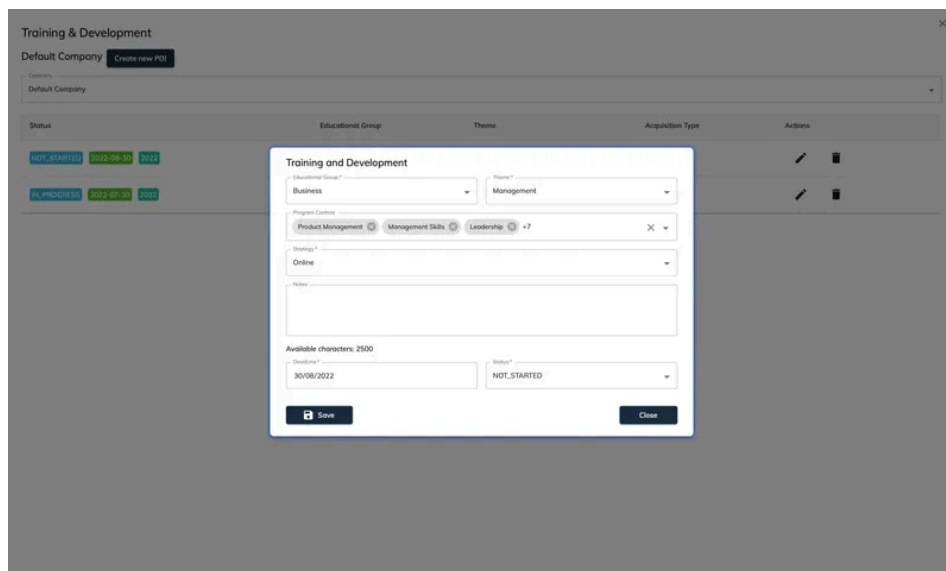 Training & Development
Default Company Create new PDI
Company
Default Company
Status Educational Group Theme Acquisition Type Actions
NOT_STARTED 2022-08-30 2022
IN_PROGRESS 2022-07-30 2022
Training and Development
Educational Group * Theme *
Business Management
Program Content
Product Management Management Skills Leadership +7
Strategy *
Online
Notes
Available characters: 2500
DeadLine * Status *
30/08/2022 NOT_STARTED
Save Close